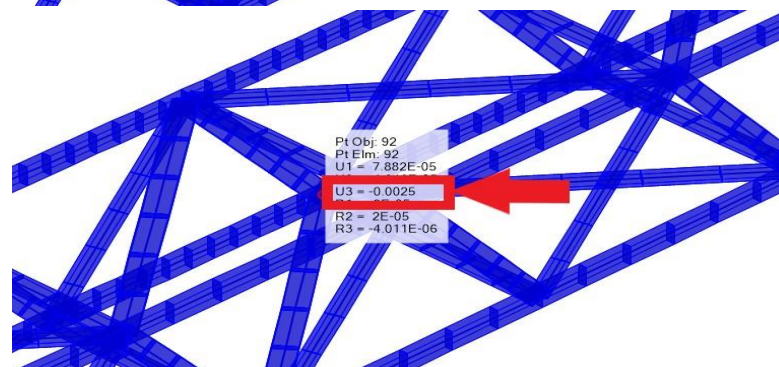 Pt Obj: 92
Pt Elm: 92
U1 = 7.882E-05
U3 = -0.0025
R2 = 2E-05
R3 = -4.011E-06